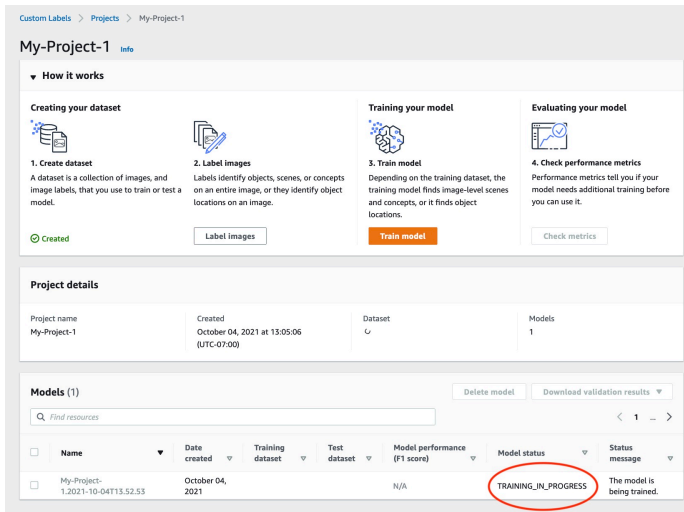 Custom Labels > Projects > My-Project-1
My-Project-1 Info
▼ How it works
Creating your dataset
1. Create dataset
A dataset is a collection of images, and
image labels, that you use to train or test a
model.
Created
2. Label images
Labels identify objects, scenes, or concepts
on an entire image, or they identify object
locations on an image.
Label images
Training your model
3. Train model
Depending on the training dataset, the
training model finds image-level scenes
and concepts, or it finds object
locations.
Train model
Evaluating your model
4. Check performance metrics
Performance metrics tell you if your
model needs additional training before
you can use it.
Check metrics
Project details
Project name
My-Project-1
Created
October 04, 2021 at 13:05:06
(UTC-07:00)
Dataset
Models
1
Models (1)
Delete model
Download validation results ▼
Find resources
< 1 ... >
Name
Date
created
Training
dataset
Test
dataset
Model performance
(F1 score)
Model status
Status
message
My-Project-
1.2021-10-04T13.52.53
October 04,
2021
N/A
TRAINING_IN_PROGRESS
The model is
being trained.